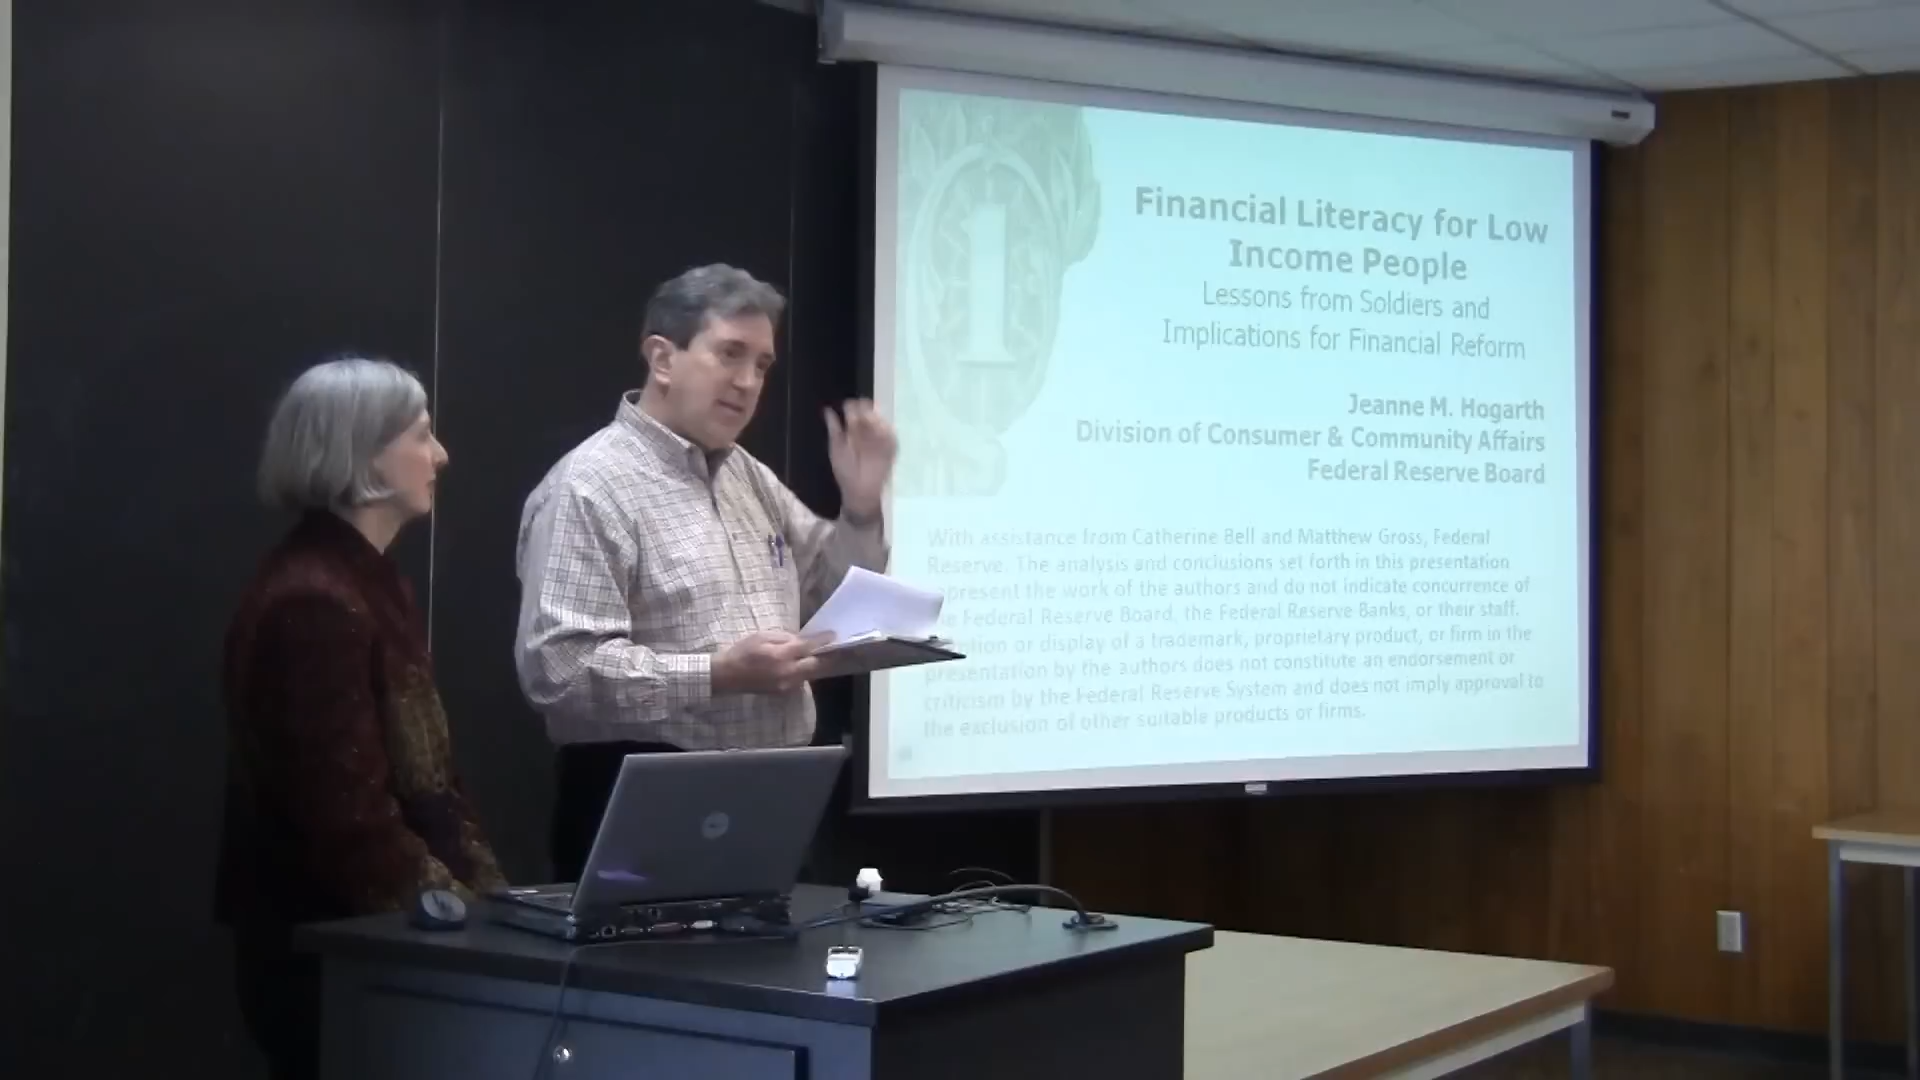 Financial Literacy for Low
Income People
Lessons from Soldiers and
Implications for Financial Reform
Jeanne M. Hogarth
Division of Consumer & Community Affairs
Federal Reserve Board
With assistance from Catherine Bell and Matthew Gross, Federal
Reserve. The analysis and conclusions set forth in this presentation
present the work of the authors and do not indicate concurrence of
Federal Reserve Board, the Federal Reserve Banks, or their staff.
or display of a trademark, proprietary product, or firm in the
presentation by the authors does not constitute an endorsement or
criticism by the Federal Reserve System and does not imply approval to
the exclusion of other suitable products or firms.
1